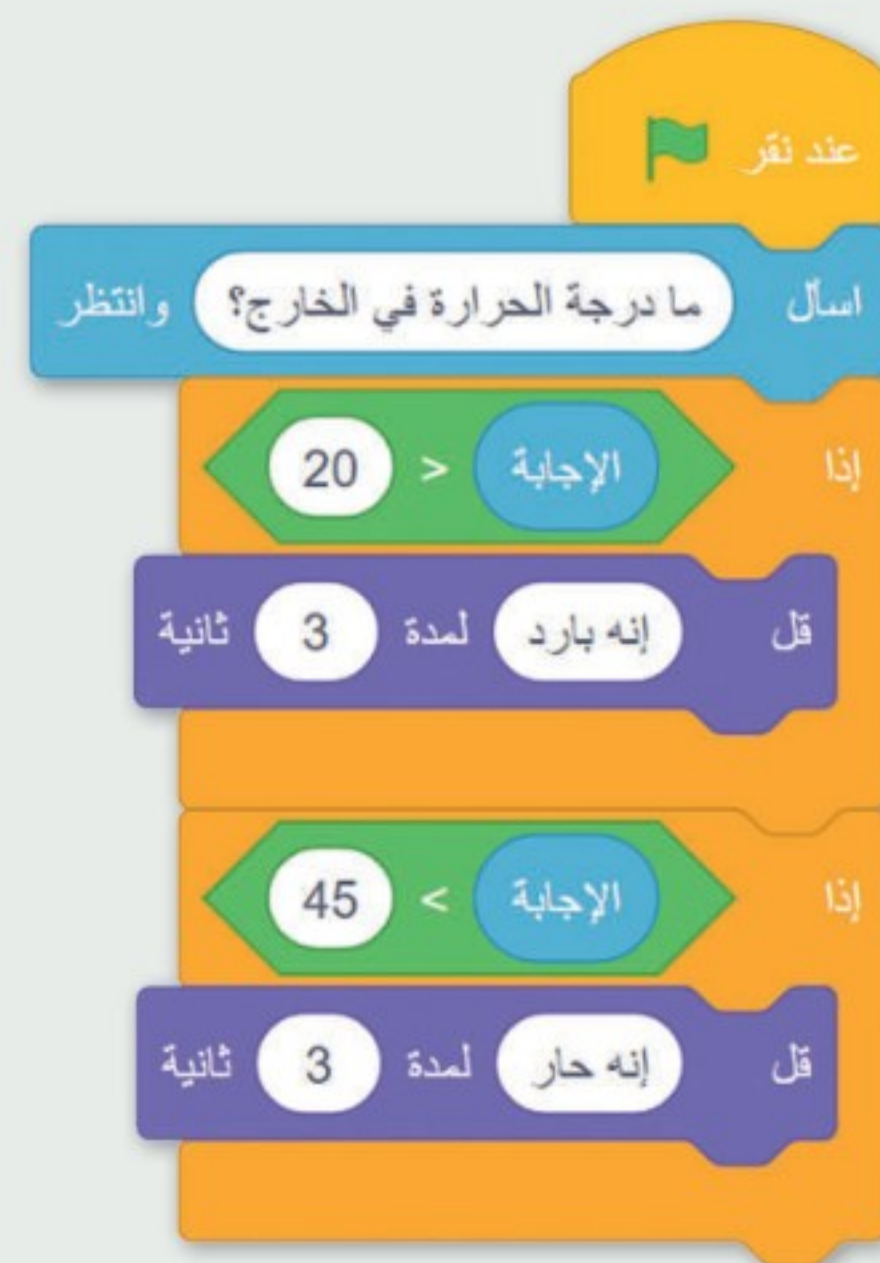 عند نقر
اسأل ما درجة الحرارة في الخارج؟ وانتظر
إذا الإجابة < 20
قل إنه بارد لمدة 3 ثانية
إذا الإجابة > 45
قل إنه حار لمدة 3 ثانية